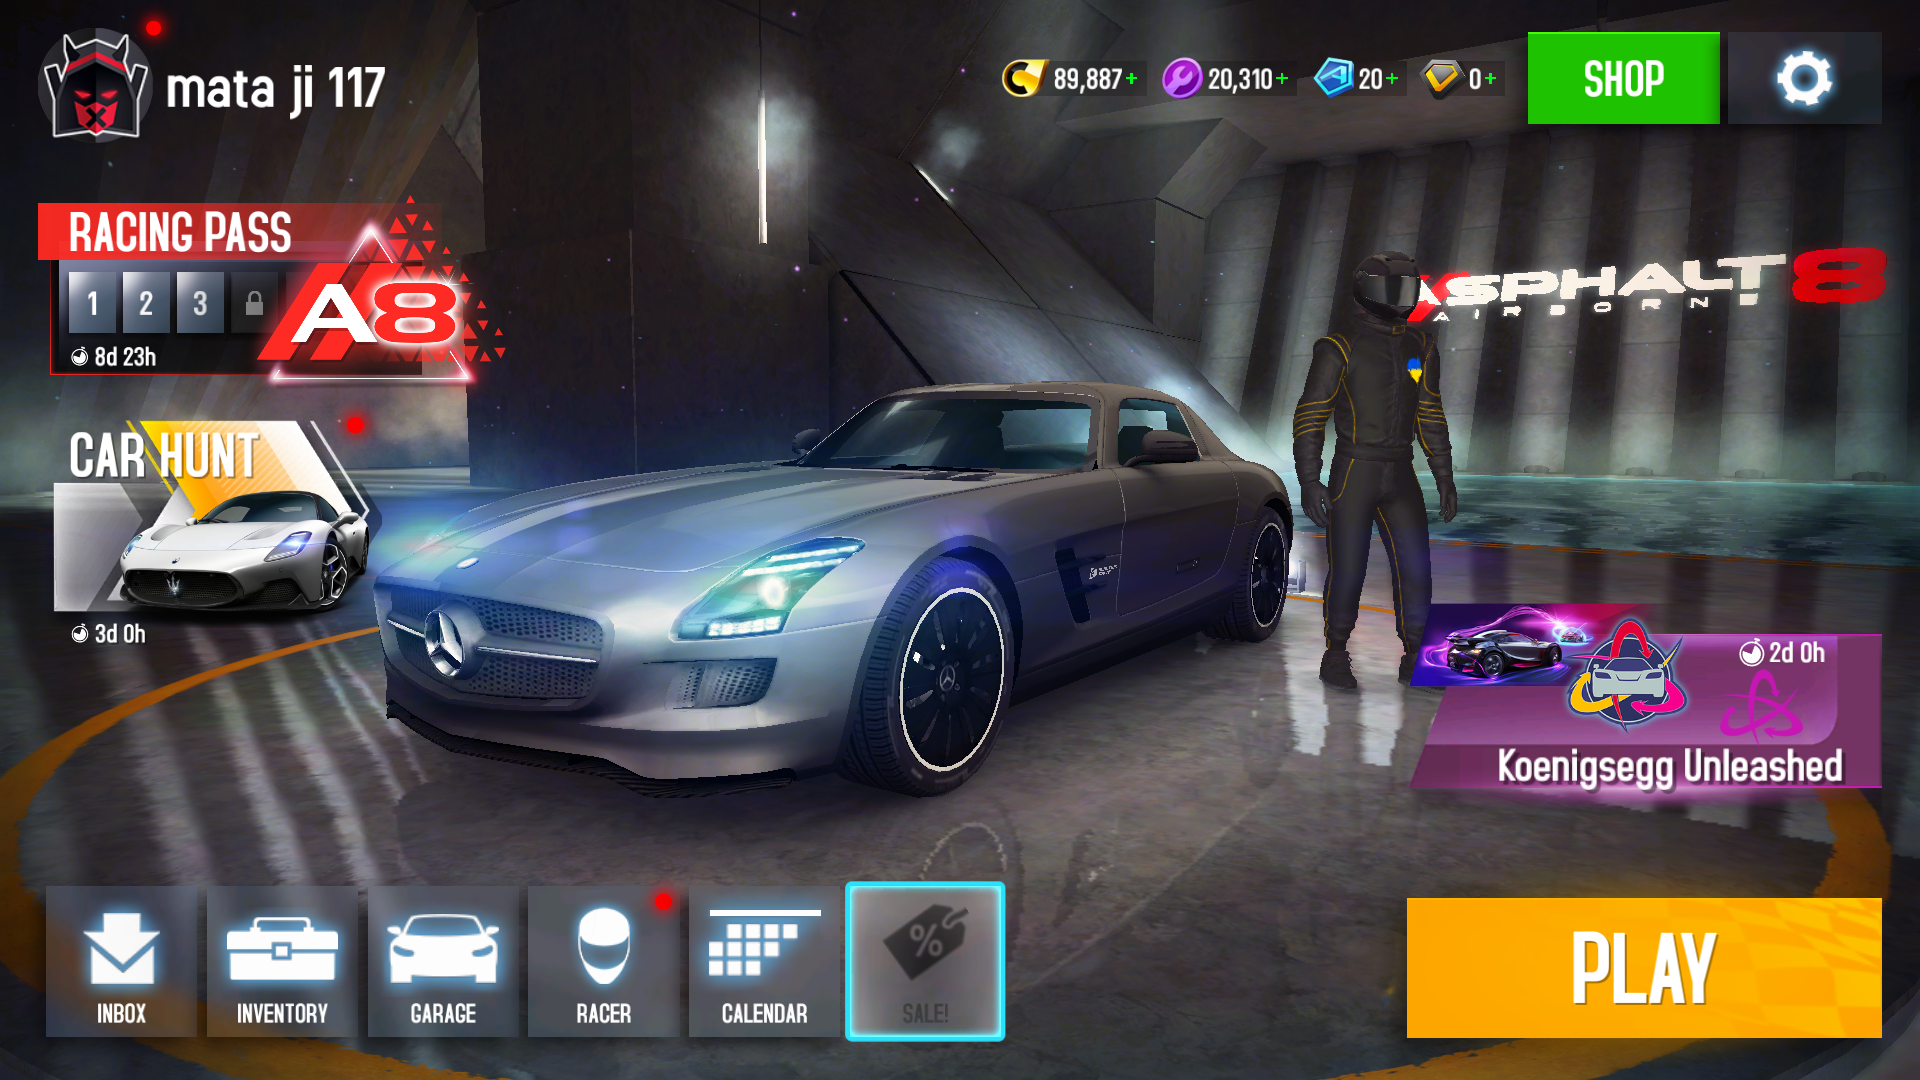 mata ji 117
89,887+
20,310+
20+
0+
SHOP
RACING PASS
1 2 3
A8
8d 23h
ASPHALT 8
AIRBORNE
CAR HUNT
3d 0h
2d 0h
Koenigsegg Unleashed
INBOX
INVENTORY
GARAGE
RACER
CALENDAR
%
SALE!
PLAY